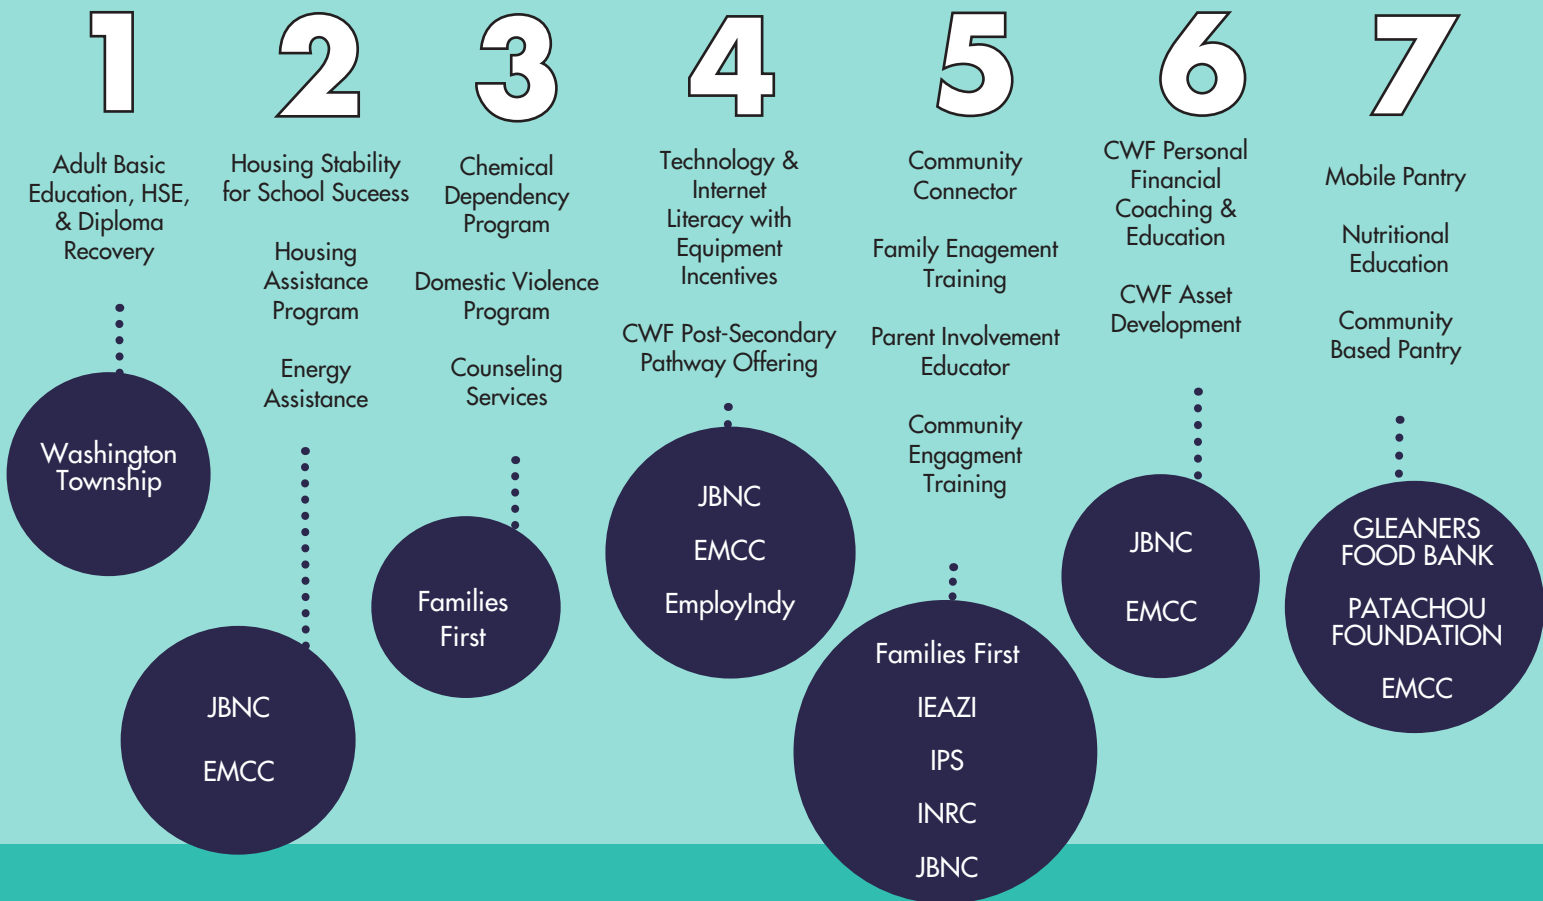 1
Adult Basic
Education, HSE,
& Diploma
Recovery
Washington
Township
2
Housing Stability
for School Suceess
Housing
Assistance
Program
Energy
Assistance
JBNC
EMCC
3
Chemical
Dependency
Program
Domestic Violence
Program
Counseling
Services
Families
First
4
Technology &
Internet
Literacy with
Equipment
Incentives
CWF Post-Secondary
Pathway Offering
JBNC
EMCC
EmployIndy
5
Community
Connector
Family Enagement
Training
Parent Involvement
Educator
Community
Engagment
Training
Families First
IEAZI
IPS
INRC
JBNC
6
CWF Personal
Financial
Coaching &
Education
CWF Asset
Development
JBNC
EMCC
7
Mobile Pantry
Nutritional
Education
Community
Based Pantry
GLEANERS
FOOD BANK
PATACHOU
FOUNDATION
EMCC